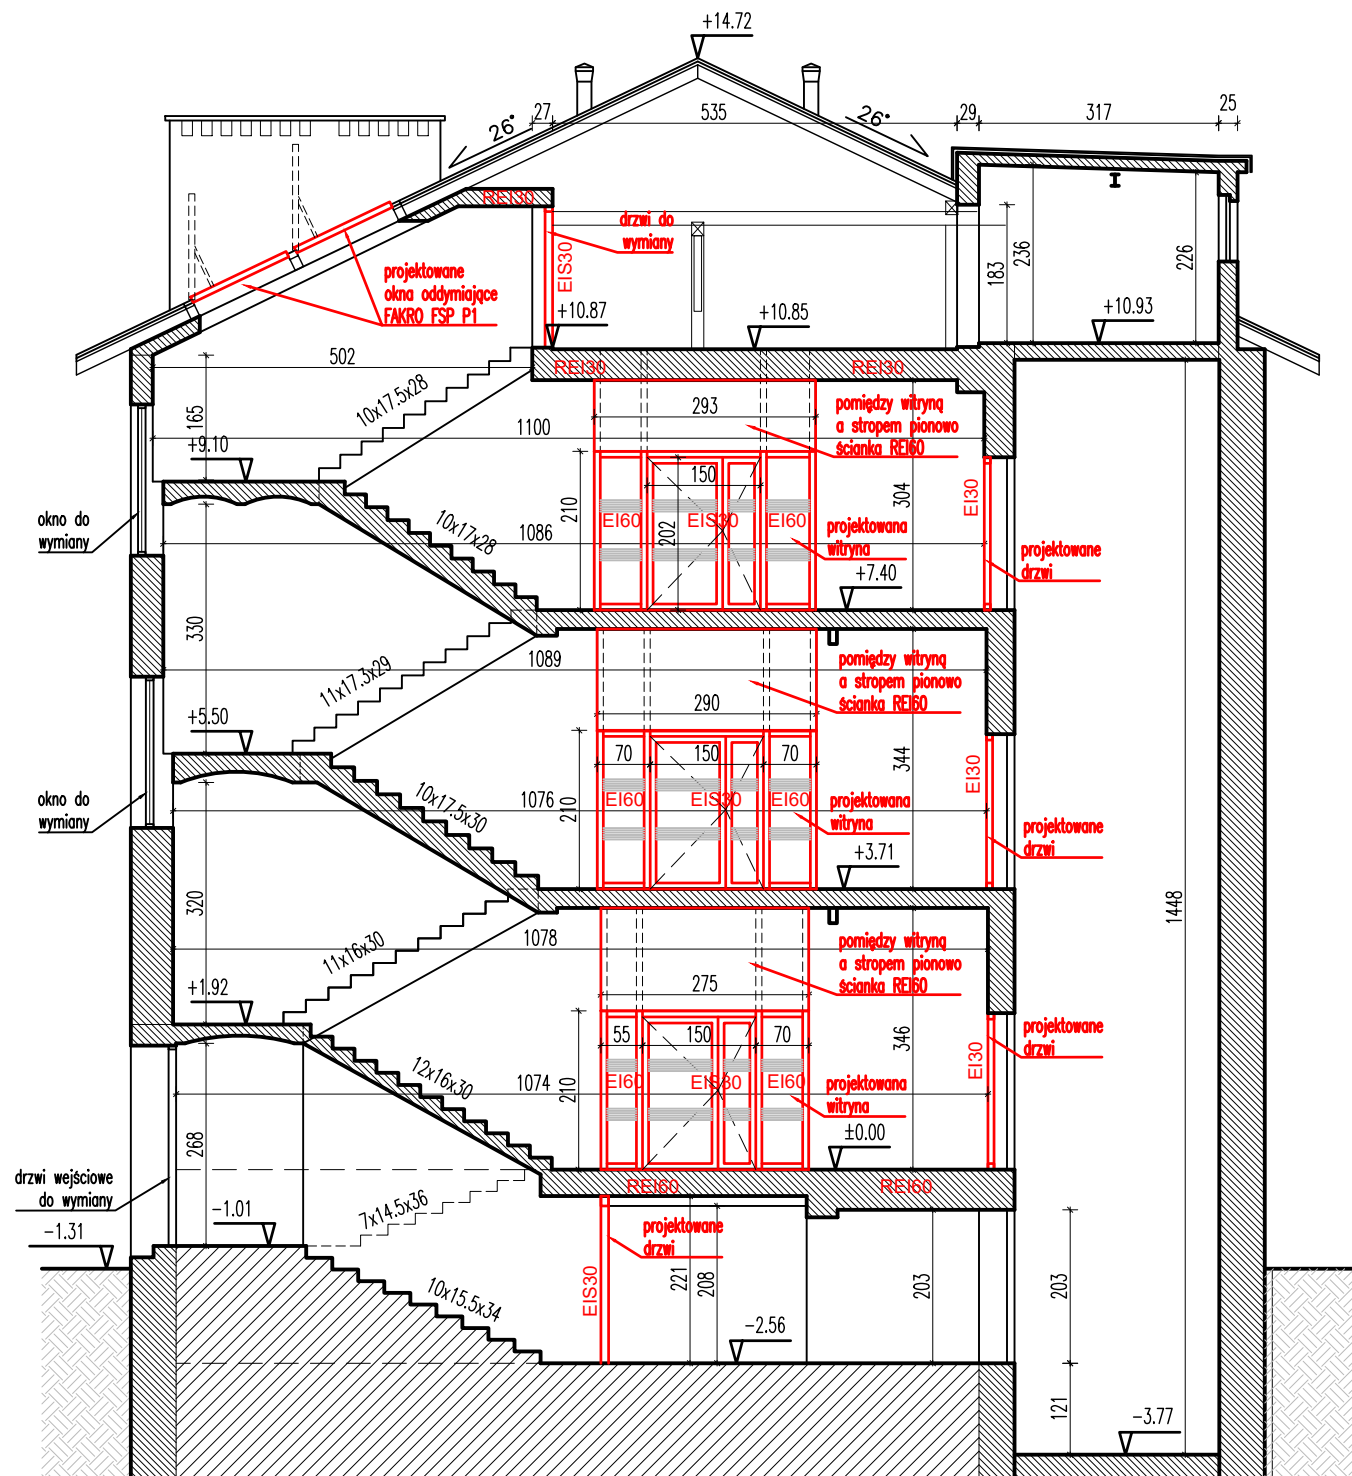 +14.72
26°
27
535
26°
29
317
25
REI30
drzwi do
wymiany
EIS30
projektowane
okna oddymiające
FAKRO FSP P1
183
236
226
+10.87
+10.85
+10.93
502
REI30
REI30
10x17.5x28
165
293
pomiędzy witryną
a stropem pionowo
ścianka REI60
1100
+9.10
150
210
304
EI30
okno do
wymiany
10x17x28
1086
EI60
EIS30
EI60
202
projektowana
witryna
projektowane
drzwi
+7.40
330
1089
pomiędzy witryną
a stropem pionowo
ścianka REI60
11x17.3x29
290
+5.50
70
150
70
344
EI30
okno do
wymiany
10x17.5x30
1076
210
EI60
EIS30
EI60
projektowana
witryna
projektowane
drzwi
+3.71
320
1448
1078
pomiędzy witryną
a stropem pionowo
ścianka REI60
11x16x30
275
+1.92
55
150
70
346
projektowane
drzwi
EI30
12x16x30
1074
210
EI60
EIS30
EI60
projektowana
witryna
±0.00
268
drzwi wejściowe
do wymiany
REI60
REI60
7x14.5x36
-1.01
-1.31
projektowane
drzwi
EIS30
221
208
203
203
10x15.5x34
-2.56
121
-3.77